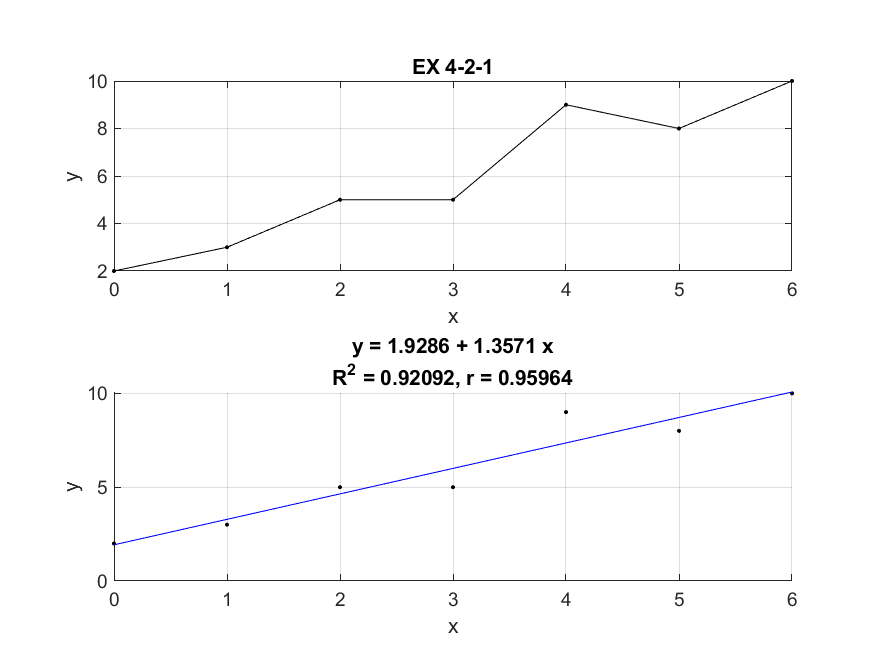 EX 4-2-1
10
8
6
4
2
y
0 1 2 3 4 5 6
x
y = 1.9286 + 1.3571 x
R² = 0.92092, r = 0.95964
10
5
0
y
0 1 2 3 4 5 6
x